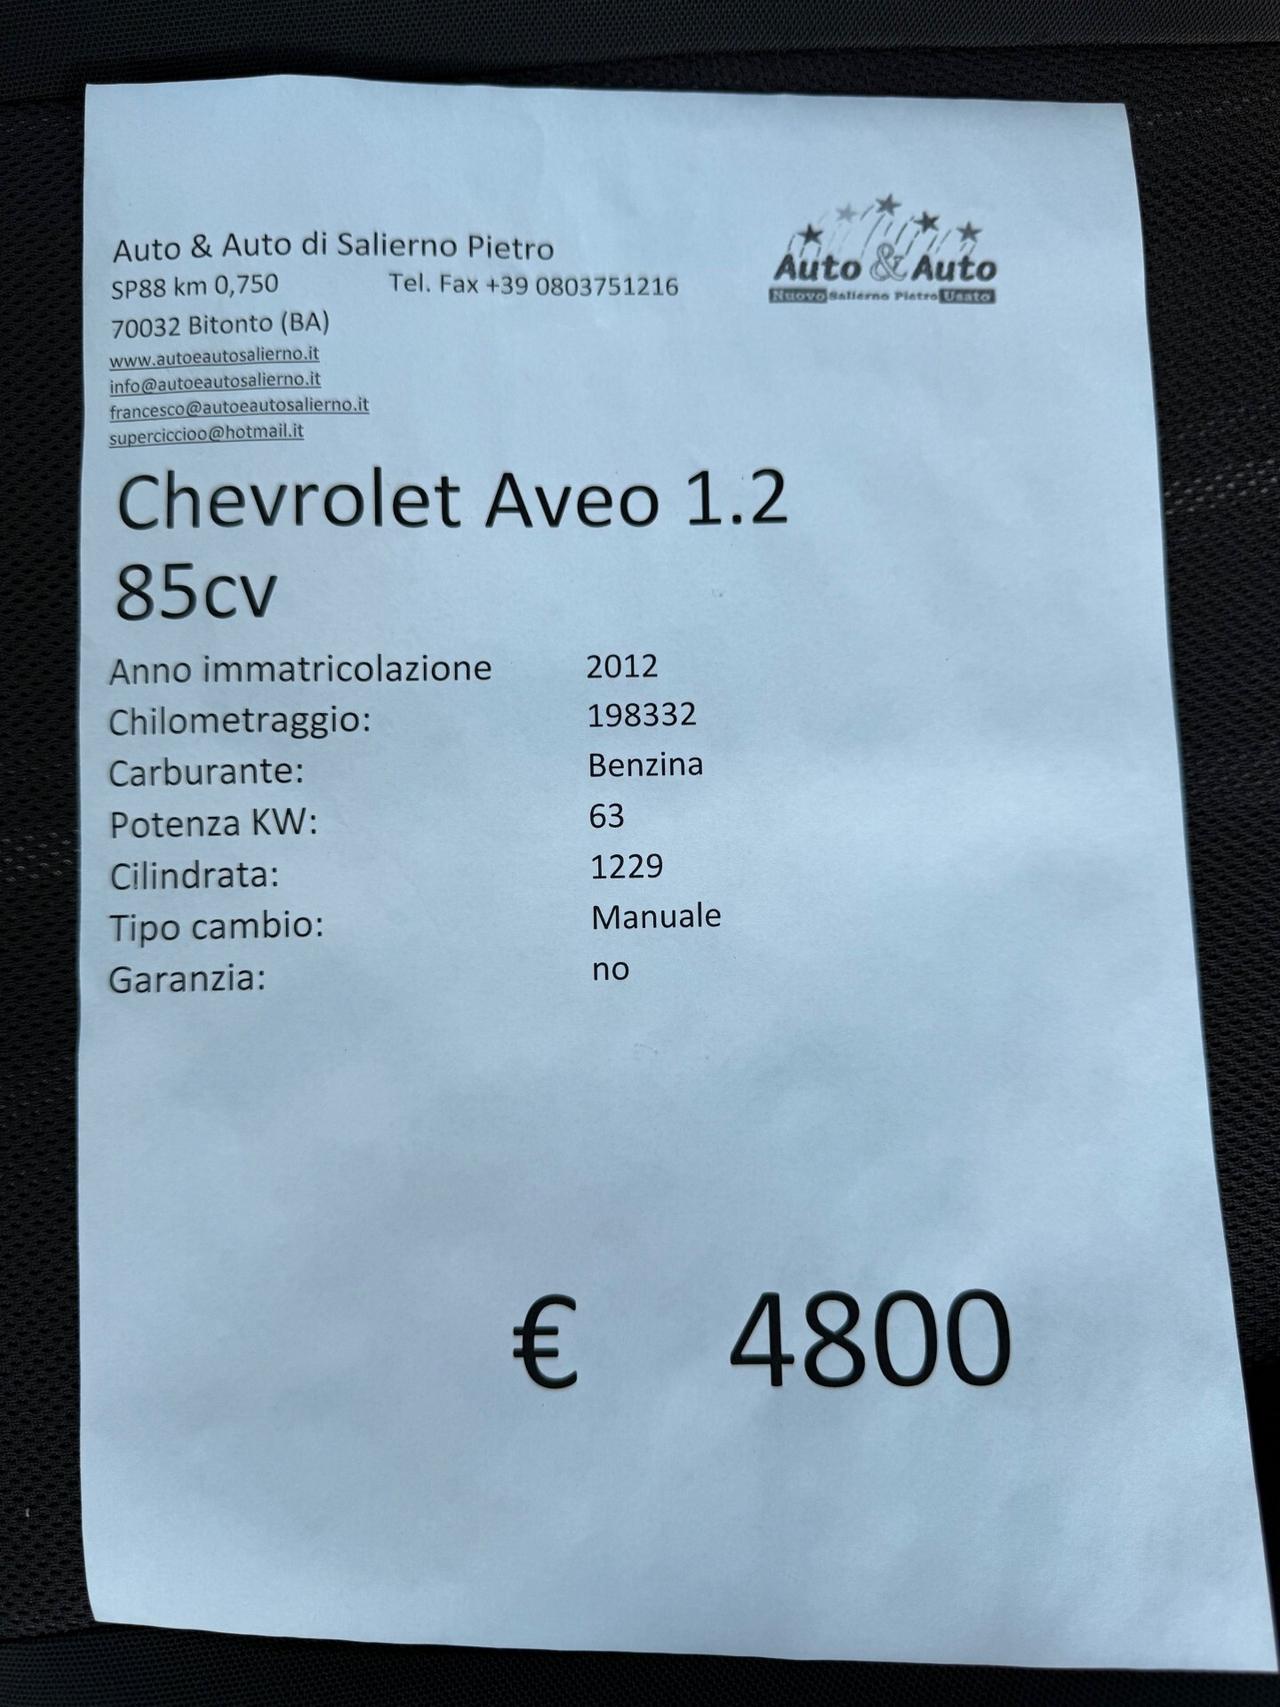 Auto & Auto di Salierno Pietro
SP88 km 0,750 Tel. Fax +39 0803751216
70032 Bitonto (BA)
www.autoeautosalierno.it
info@autoeautosalierno.it
francesco@autoeautosalierno.it
superciccioo@hotmail.it
Auto & Auto
Nuovo Salierno Pietro Usato
Chevrolet Aveo 1.2
85cv
Anno immatricolazione 2012
Chilometraggio: 198332
Carburante: Benzina
Potenza KW: 63
Cilindrata: 1229
Tipo cambio: Manuale
Garanzia: no
€ 4800